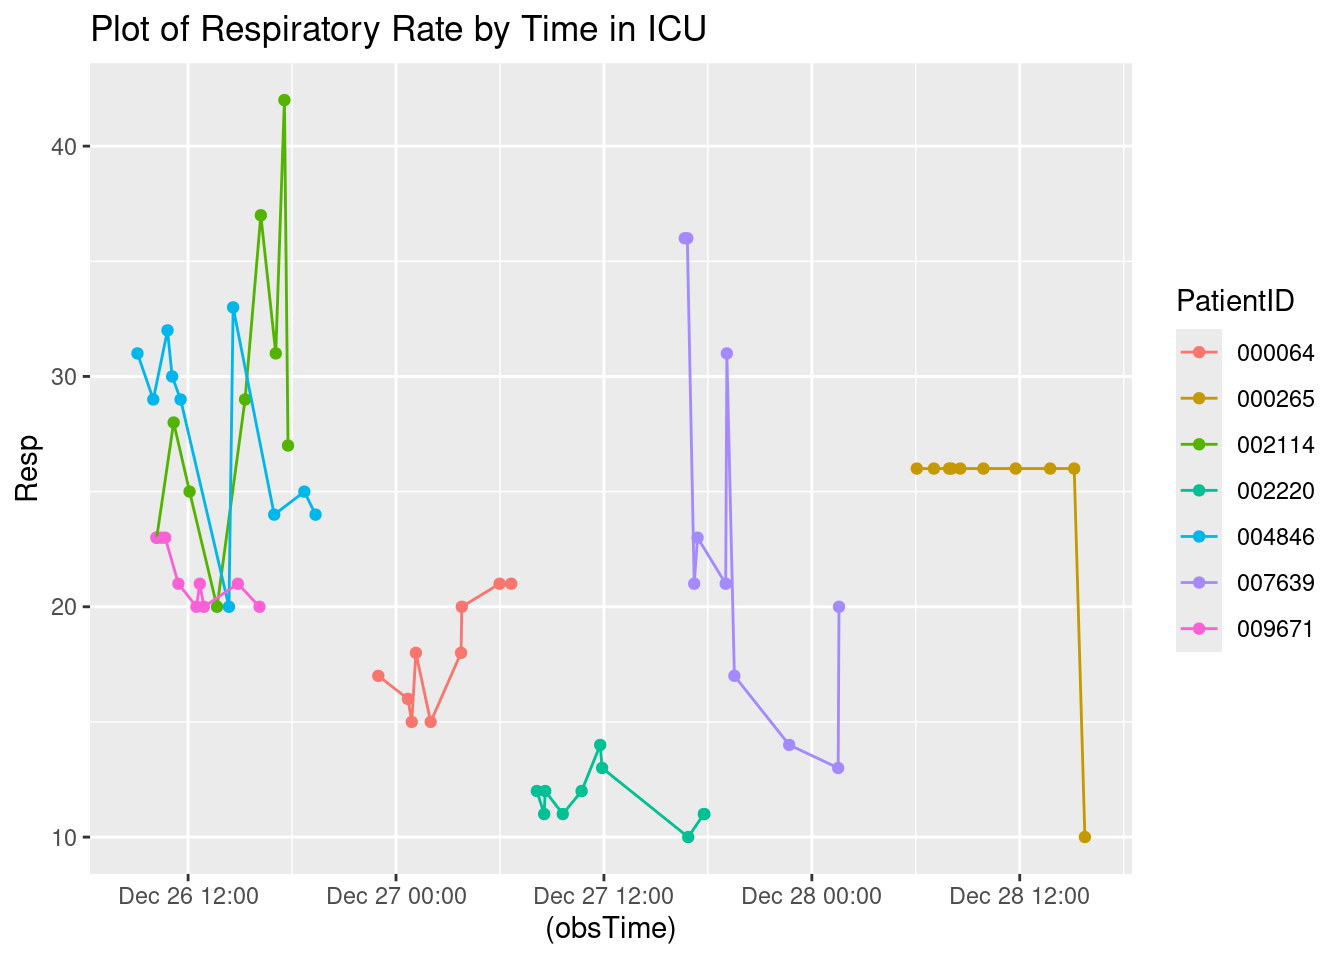 Plot of Respiratory Rate by Time in ICU
Resp
40
30
20
10
Dec 26 12:00
Dec 27 00:00
Dec 27 12:00
Dec 28 00:00
Dec 28 12:00
(obsTime)
PatientID
000064
000265
002114
002220
004846
007639
009671